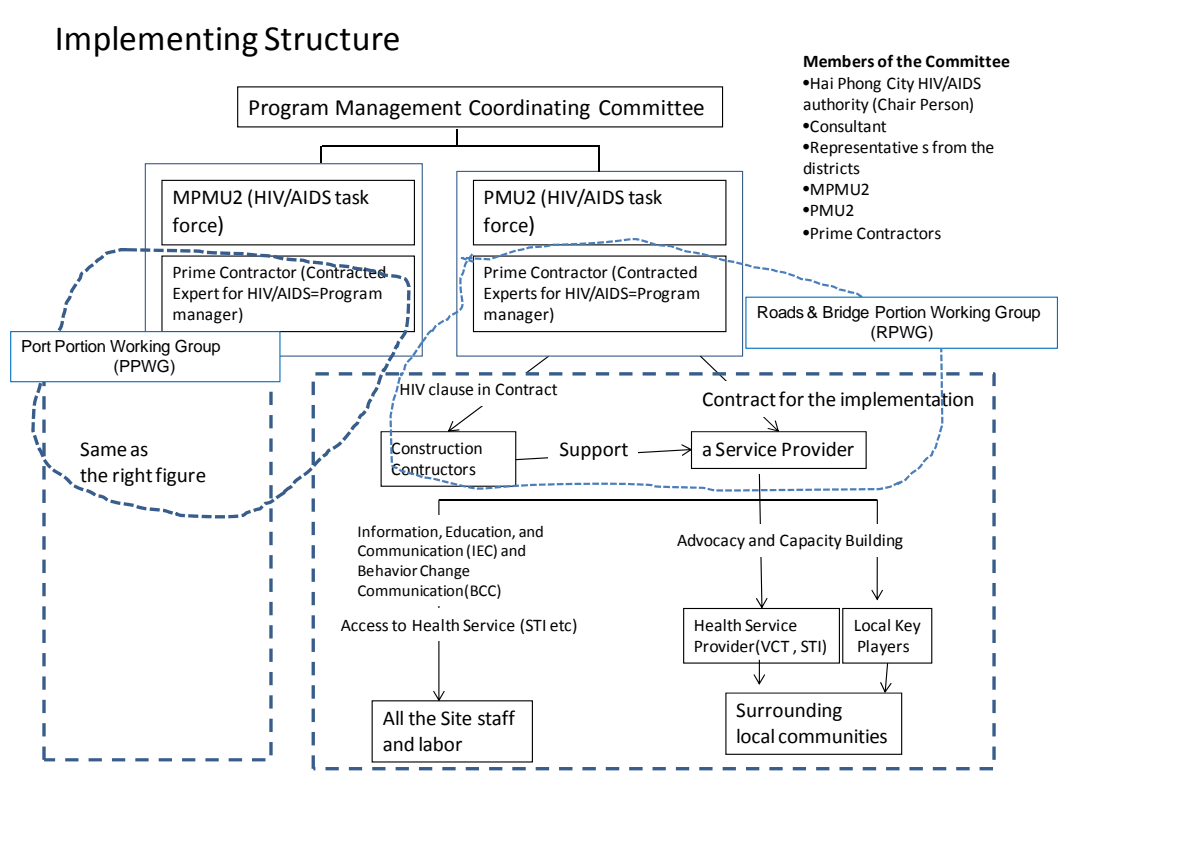 Implementing Structure
Members of the Committee
•Hai Phong City HIV/AIDS
authority (Chair Person)
•Consultant
•Representative s from the
districts
•MPMU2
•PMU2
•Prime Contractors
Program Management Coordinating Committee
MPMU2 (HIV/AIDS task
force)
PMU2 (HIV/AIDS task
force)
Prime Contractor (Contracted
Expert for HIV/AIDS=Program
manager)
Prime Contractor (Contracted
Experts for HIV/AIDS=Program
manager)
Roads & Bridge Portion Working Group
(RPWG)
Port Portion Working Group
(PPWG)
HIV clause in Contract
Contract for the implementation
Same as
the right figure
Construction
Contructors
Support
a Service Provider
Information, Education, and
Communication (IEC) and
Behavior Change
Communication(BCC)
Advocacy and Capacity Building
Access to Health Service (STI etc)
Health Service
Provider(VCT , STI)
Local Key
Players
All the Site staff
and labor
Surrounding
local communities